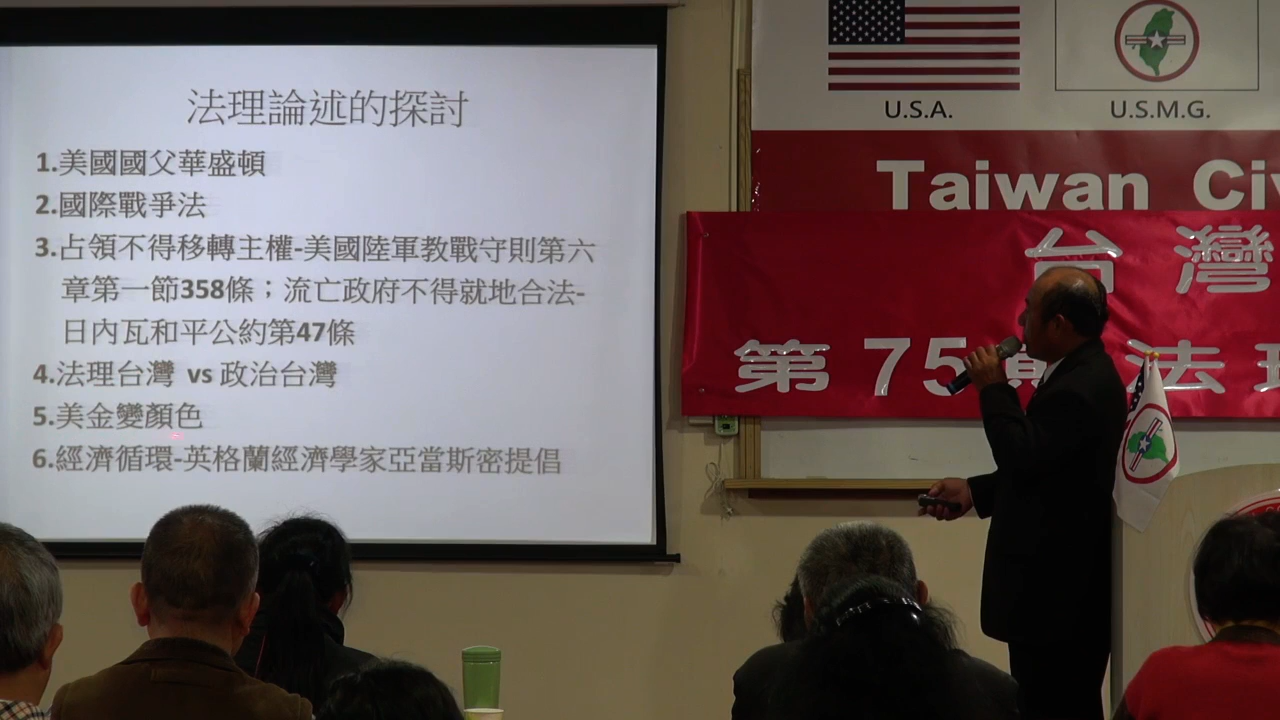 法理論述的探討
1.美國國父華盛頓
2.國際戰爭法
3.占領不得移轉主權-美國陸軍教戰守則第六
章第一節358條；流亡政府不得就地合法-
日內瓦和平公約第47條
4.法理台灣 vs 政治台灣
5.美金變顏色
6.經濟循環-英格蘭經濟學家亞當斯密提倡
U.S.A.
U.S.M.G.
Taiwan Civ
台灣
第75
法理